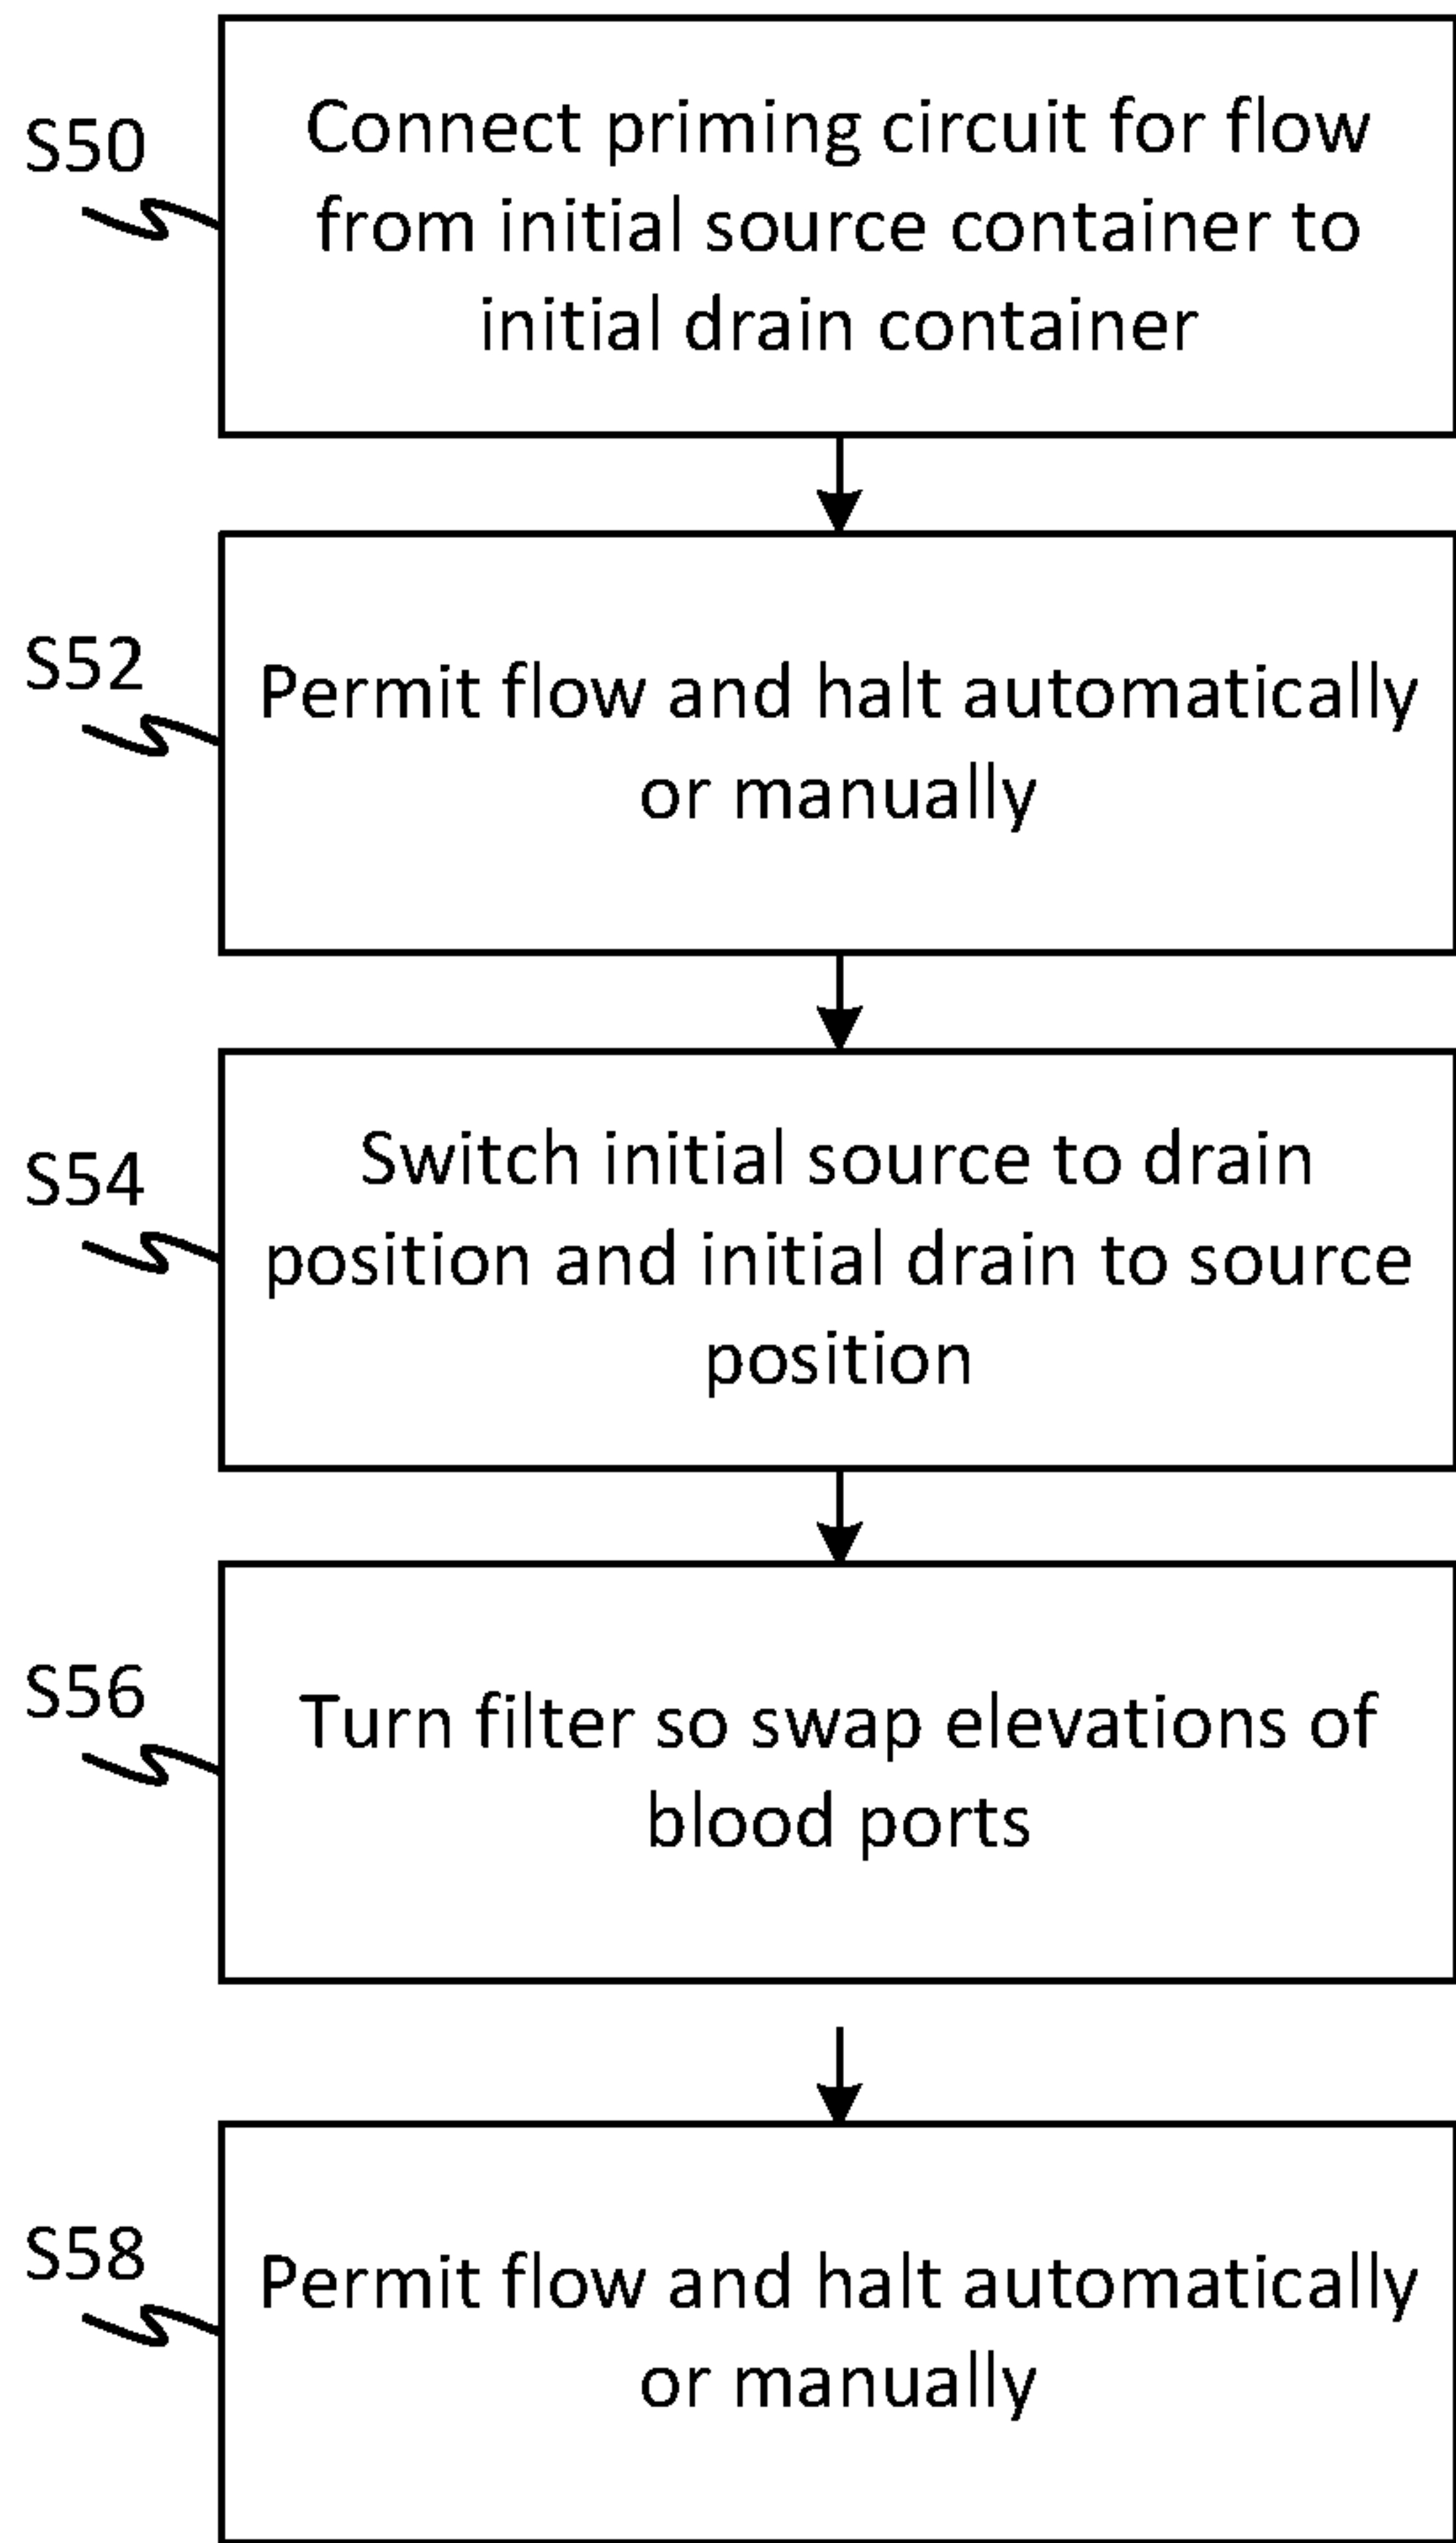 S50
Connect priming circuit for flow
from initial source container to
initial drain container
S52
Permit flow and halt automatically
or manually
S54
Switch initial source to drain
position and initial drain to source
position
S56
Turn filter so swap elevations of
blood ports
S58
Permit flow and halt automatically
or manually